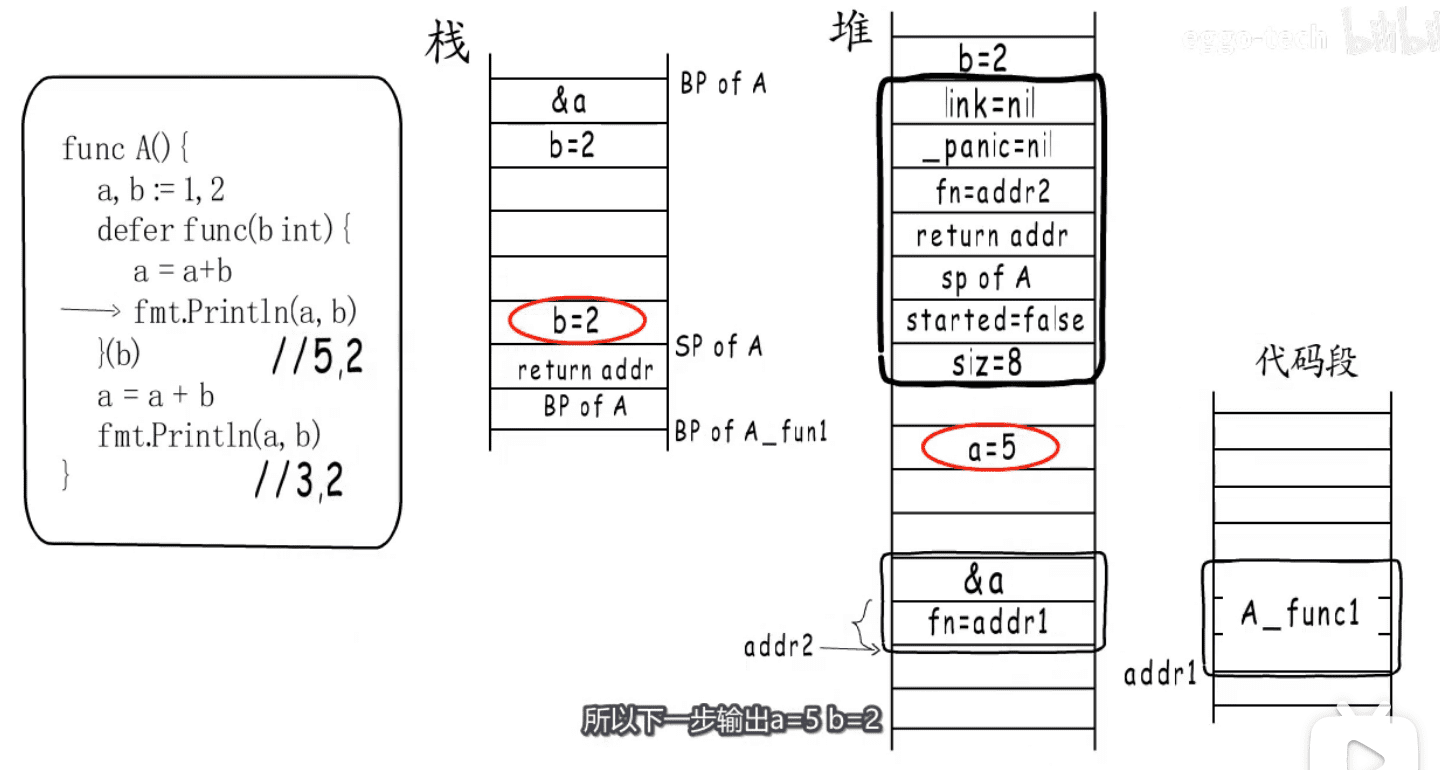 eggo-tech bilibili
栈
堆
func A() {
a, b := 1, 2
defer func(b int) {
a = a+b
fmt.Println(a, b)
}(b) //5,2
a = a + b
fmt.Println(a, b)
} //3,2
&a
b=2
b=2
return addr
BP of A
BP of A
SP of A
BP of A_fun1
b=2
link=nil
_panic=nil
fn=addr2
return addr
sp of A
started=false
siz=8
a=5
&a
fn=addr1
addr2
代码段
A_func1
addr1
所以下一步输出a=5 b=2